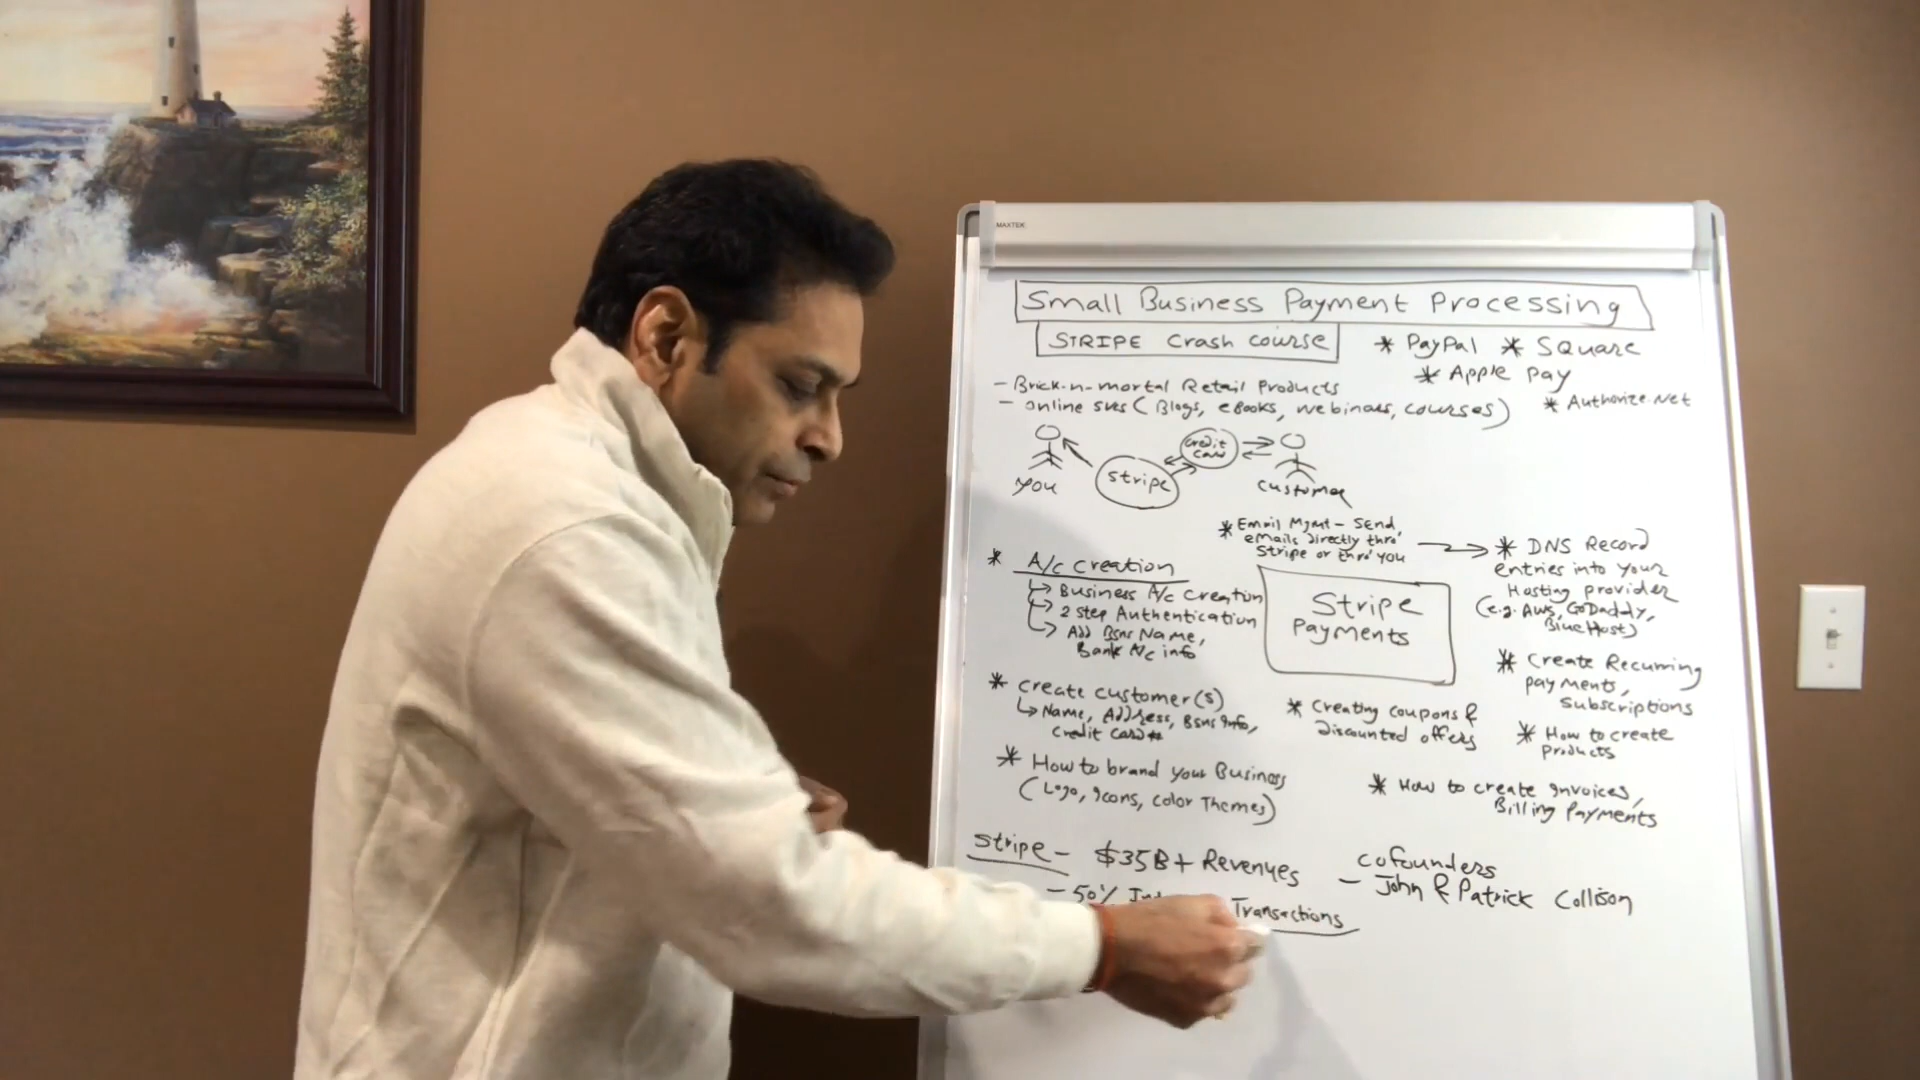 MAXTEK
Small Business Payment Processing
STRIPE Crash course
* PayPal * Square
* Apple Pay
* Authorize.Net
- Brick-n-mortal Retail Products
- online svs (Blogs, eBooks, webinars, courses)
credit
card
stripe
you
customer
* Email Mgmt - Send
emails directly thro'
Stripe or thro' you
* DNS Record
entries into your
Hosting provider
(e.g. AWS, GoDaddy,
BlueHost)
* A/c creation
Business A/c creation
2 step Authentication
Add Bsns Name,
Bank A/c info
Stripe
payments
* Create Recurring
payments,
subscriptions
* create customer(s)
Name, Address, Bsns info,
credit card #
* Creating coupons &
discounted offers
* How to create
products
* How to brand your Business
(Logo, icons, color Themes)
* How to create invoices,
Billing Payments
Stripe - $35B+ Revenues
- 50% Transactions
cofounders
- John & Patrick Collison